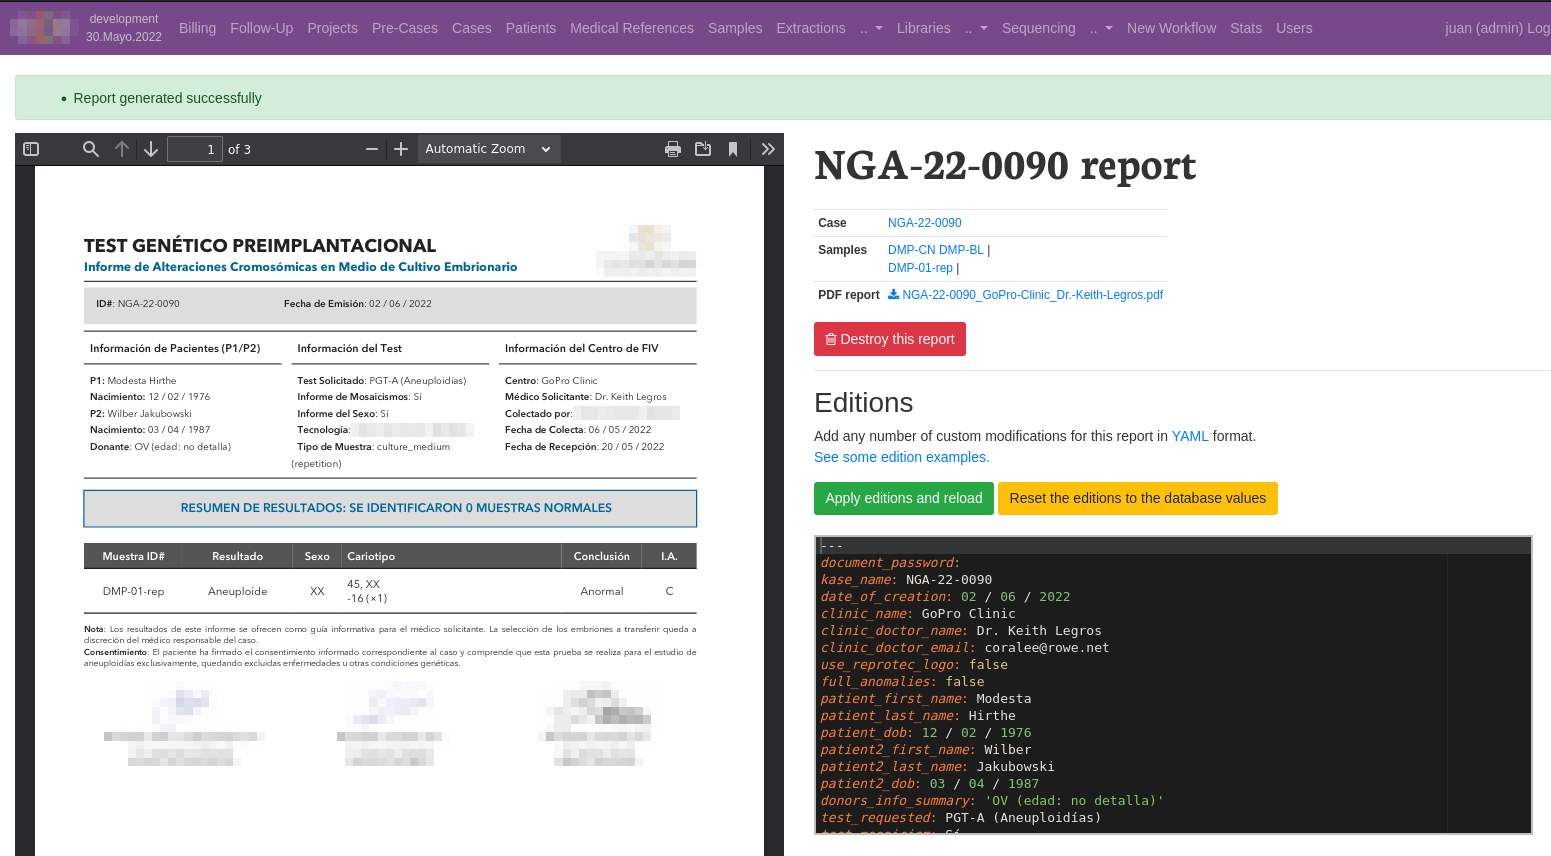 development
30.Mayo.2022
Billing Follow-Up Projects Pre-Cases Cases Patients Medical References Samples Extractions .. Libraries .. Sequencing .. New Workflow Stats Users juan (admin) Log
• Report generated successfully
1 of 3 Automatic Zoom
TEST GENÉTICO PREIMPLANTACIONAL
Informe de Alteraciones Cromosómicas en Medio de Cultivo Embrionario
ID#: NGA-22-0090 Fecha de Emisión: 02 / 06 / 2022
Información de Pacientes (P1/P2)
P1: Modesta Hirthe
Nacimiento: 12 / 02 / 1976
P2: Wilber Jakubowski
Nacimiento: 03 / 04 / 1987
Donante: OV (edad: no detalla)
Información del Test
Test Solicitado: PGT-A (Aneuploidías)
Informe de Mosaicismos: Sí
Informe del Sexo: Sí
Tecnología:
Tipo de Muestra: culture_medium
(repetition)
Información del Centro de FIV
Centro: GoPro Clinic
Médico Solicitante: Dr. Keith Legros
Colectado por:
Fecha de Colecta: 06 / 05 / 2022
Fecha de Recepción: 20 / 05 / 2022
RESUMEN DE RESULTADOS: SE IDENTIFICARON 0 MUESTRAS NORMALES
Muestra ID# Resultado Sexo Cariotipo Conclusión I.A.
DMP-01-rep Aneuploide XX 45, XX Anormal C
-16 (×1)
Nota: Los resultados de este informe se ofrecen como guía informativa para el médico solicitante. La selección de los embriones a transferir queda a
discreción del médico responsable del caso.
Consentimiento: El paciente ha firmado el consentimiento informado correspondiente al caso y comprende que esta prueba se realiza para el estudio de
aneuploidías exclusivamente, quedando excluidas enfermedades u otras condiciones genéticas.
NGA-22-0090 report
Case NGA-22-0090
Samples DMP-CN DMP-BL |
DMP-01-rep |
PDF report NGA-22-0090_GoPro-Clinic_Dr.-Keith-Legros.pdf
Destroy this report
Editions
Add any number of custom modifications for this report in YAML format.
See some edition examples.
Apply editions and reload Reset the editions to the database values
---
document_password:
kase_name: NGA-22-0090
date_of_creation: 02 / 06 / 2022
clinic_name: GoPro Clinic
clinic_doctor_name: Dr. Keith Legros
clinic_doctor_email: coralee@rowe.net
use_reprotec_logo: false
full_anomalies: false
patient_first_name: Modesta
patient_last_name: Hirthe
patient_dob: 12 / 02 / 1976
patient2_first_name: Wilber
patient2_last_name: Jakubowski
patient2_dob: 03 / 04 / 1987
donors_info_summary: 'OV (edad: no detalla)'
test_requested: PGT-A (Aneuploidías)